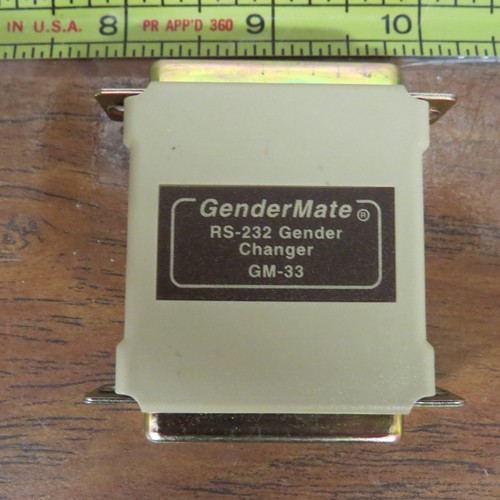 IN U.S.A. 8 PR APP'D 360 9 10
GenderMate®
RS-232 Gender
Changer
GM-33